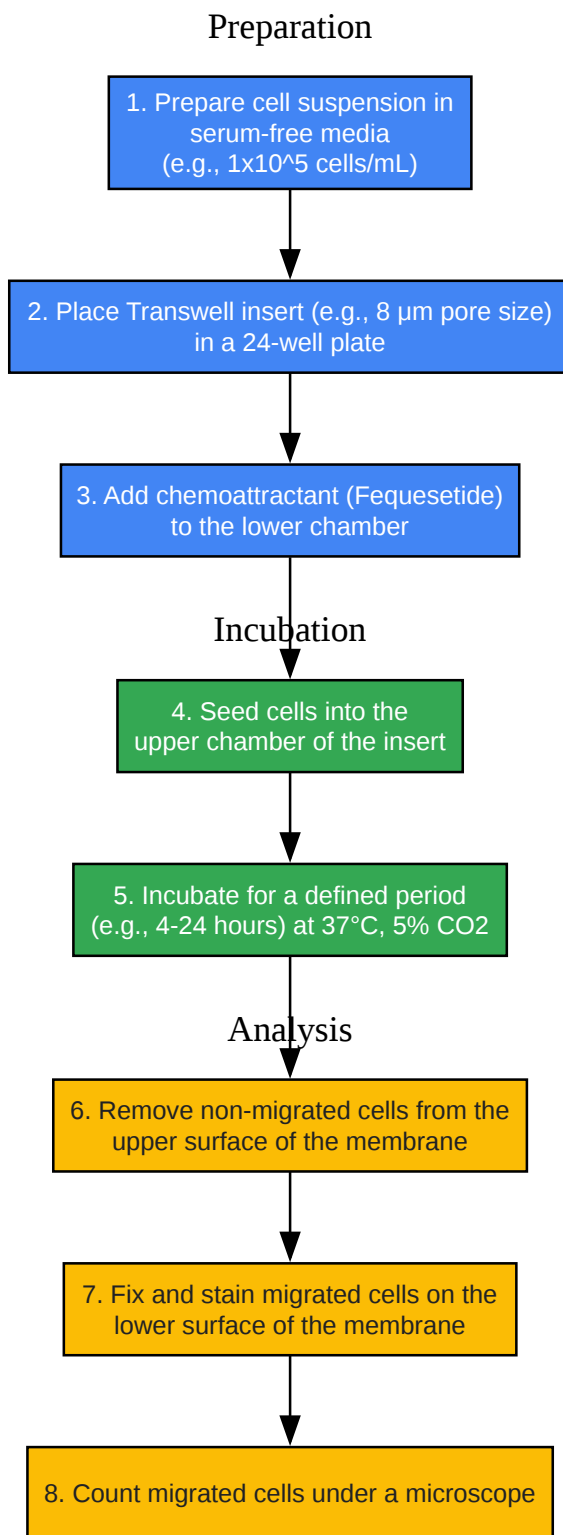 Preparation
1. Prepare cell suspension in
serum-free media
(e.g., 1x10^5 cells/mL)
2. Place Transwell insert (e.g., 8 μm pore size)
in a 24-well plate
3. Add chemoattractant (Fequesetide)
to the lower chamber
Incubation
4. Seed cells into the
upper chamber of the insert
5. Incubate for a defined period
(e.g., 4-24 hours) at 37°C, 5% CO2
Analysis
6. Remove non-migrated cells from the
upper surface of the membrane
7. Fix and stain migrated cells on the
lower surface of the membrane
8. Count migrated cells under a microscope